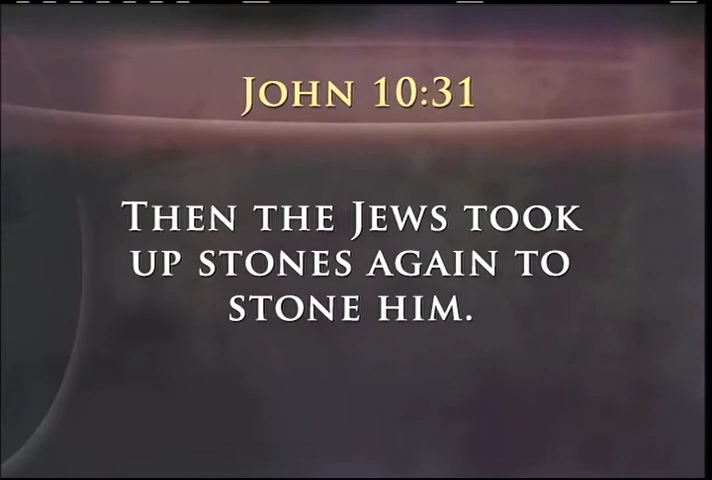 John 10:31
Then the Jews took
up stones again to
stone him.